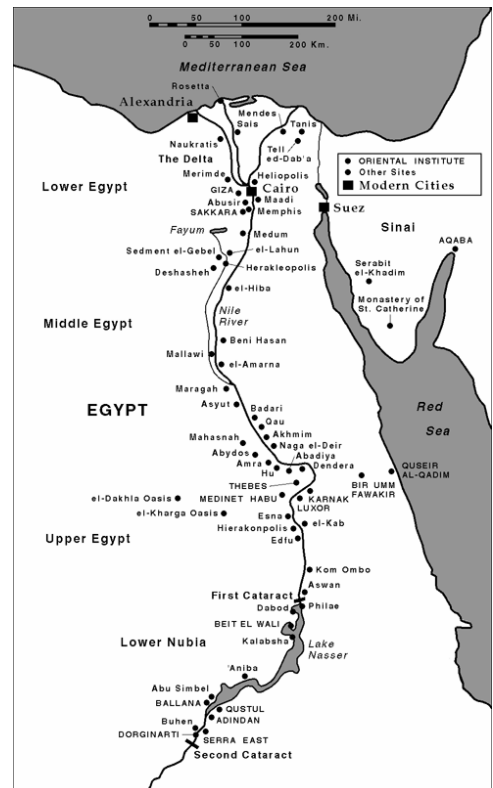 0 50 100 200 Mi.
0 50 100 200 Km.
Mediterranean Sea
Rosetta
Alexandria
Mendes
Sais
Tanis
Naukratis
Tell
ed-Dab'a
The Delta
ORIENTAL INSTITUTE
Other Sites
Modern Cities
Merimde
Heliopolis
Lower Egypt
GIZA
Cairo
Abusir
Maadi
SAKKARA
Memphis
Suez
Fayum
Medum
Sinai
Sedment el-Gebel
el-Lahun
AQABA
Deshasheh
Herakleopolis
Serabit
el-Khadim
el-Hiba
Monastery of
St. Catherine
Nile
River
Middle Egypt
Beni Hasan
Mallawi
el-Amarna
Maragah
EGYPT
Asyut
Badari
Red
Sea
Qau
Mahasnah
Akhmim
Naga ed-Deir
Abydos
Abadiya
Amra
Hu
Dendera
QUSEIR
AL-QADIM
THEBES
BIR UMM
FAWAKIR
el-Dakhla Oasis
MEDINET HABU
KARNAK
LUXOR
el-Kharga Oasis
Esna
el-Kab
Hierakonpolis
Upper Egypt
Edfu
Kom Ombo
Aswan
First Cataract
Dabod
Philae
BEIT EL WALI
Lower Nubia
Kalabsha
Lake
Nasser
'Aniba
Abu Simbel
BALLANA
QUSTUL
Buhen
ADINDAN
DORGINARTI
SERRA EAST
Second Cataract